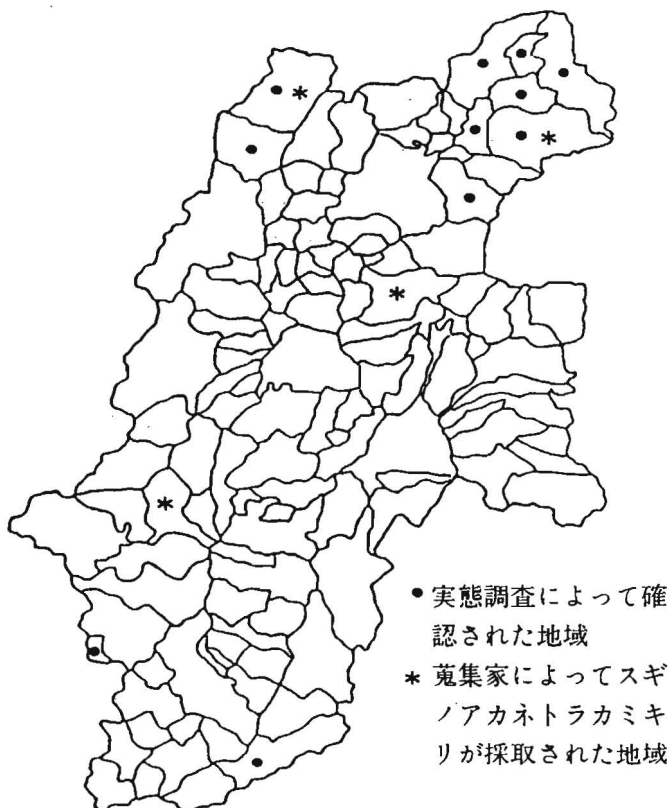 ● 実態調査によって確
認された地域
* 蒐集家によってスギ
ノアカネトラカミキ
リが採取された地域